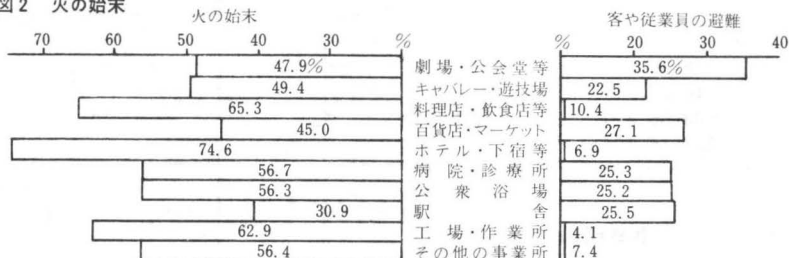 図2 火の始末
火の始末 客や従業員の避難
70 60 50 40 30 % % 20 30 40
47.9% 劇場・公会堂等 35.6%
49.4 キャバレー・遊技場 22.5
65.3 料理店・飲食店等 10.4
45.0 百貨店・マーケット 27.1
74.6 ホテル・下宿等 6.9
56.7 病院・診療所 25.3
56.3 公衆浴場 25.2
30.9 駅舎 25.5
62.9 工場・作業所 4.1
56.4 その他の事業所 7.4